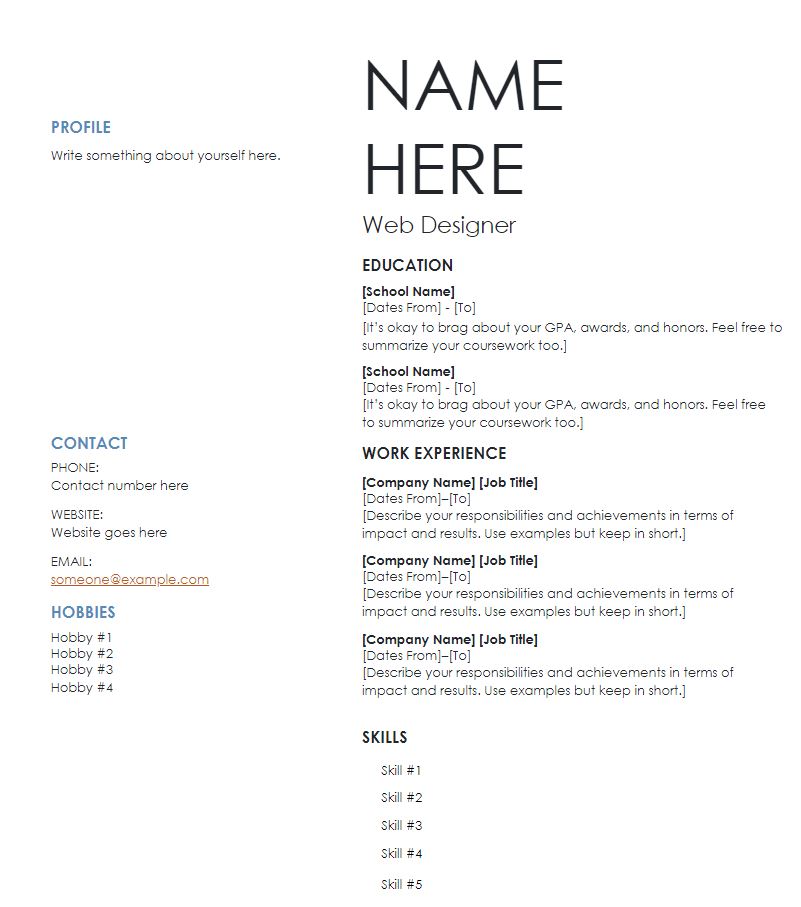 PROFILE
Write something about yourself here.
CONTACT
PHONE:
Contact number here
WEBSITE:
Website goes here
EMAIL:
someone@example.com
HOBBIES
Hobby #1
Hobby #2
Hobby #3
Hobby #4
NAME
HERE
Web Designer
EDUCATION
[School Name]
[Dates From] - [To]
[It's okay to brag about your GPA, awards, and honors. Feel free to
summarize your coursework too.]
[School Name]
[Dates From] - [To]
[It's okay to brag about your GPA, awards, and honors. Feel free
to summarize your coursework too.]
WORK EXPERIENCE
[Company Name] [Job Title]
[Dates From]–[To]
[Describe your responsibilities and achievements in terms of
impact and results. Use examples but keep in short.]
[Company Name] [Job Title]
[Dates From]–[To]
[Describe your responsibilities and achievements in terms of
impact and results. Use examples but keep in short.]
[Company Name] [Job Title]
[Dates From]–[To]
[Describe your responsibilities and achievements in terms of
impact and results. Use examples but keep in short.]
SKILLS
Skill #1
Skill #2
Skill #3
Skill #4
Skill #5